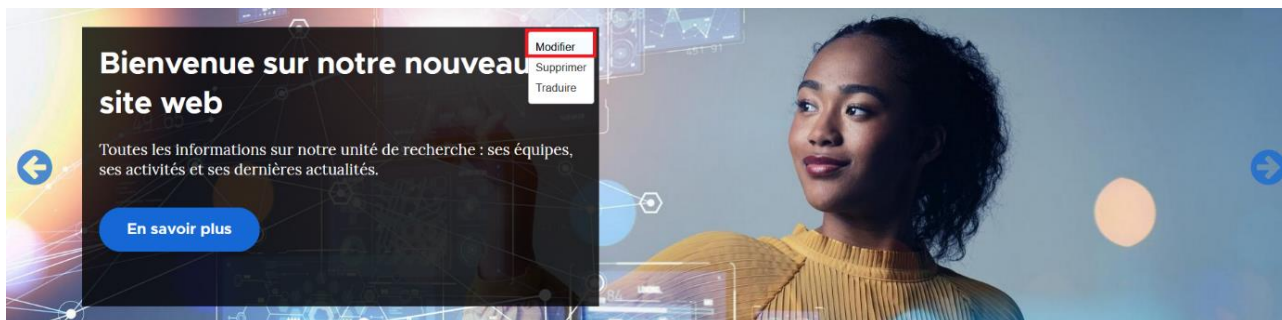 Bienvenue sur notre nouveau
site web
Modifier
Supprimer
Traduire
Toutes les informations sur notre unité de recherche : ses équipes,
ses activités et ses dernières actualités.
En savoir plus